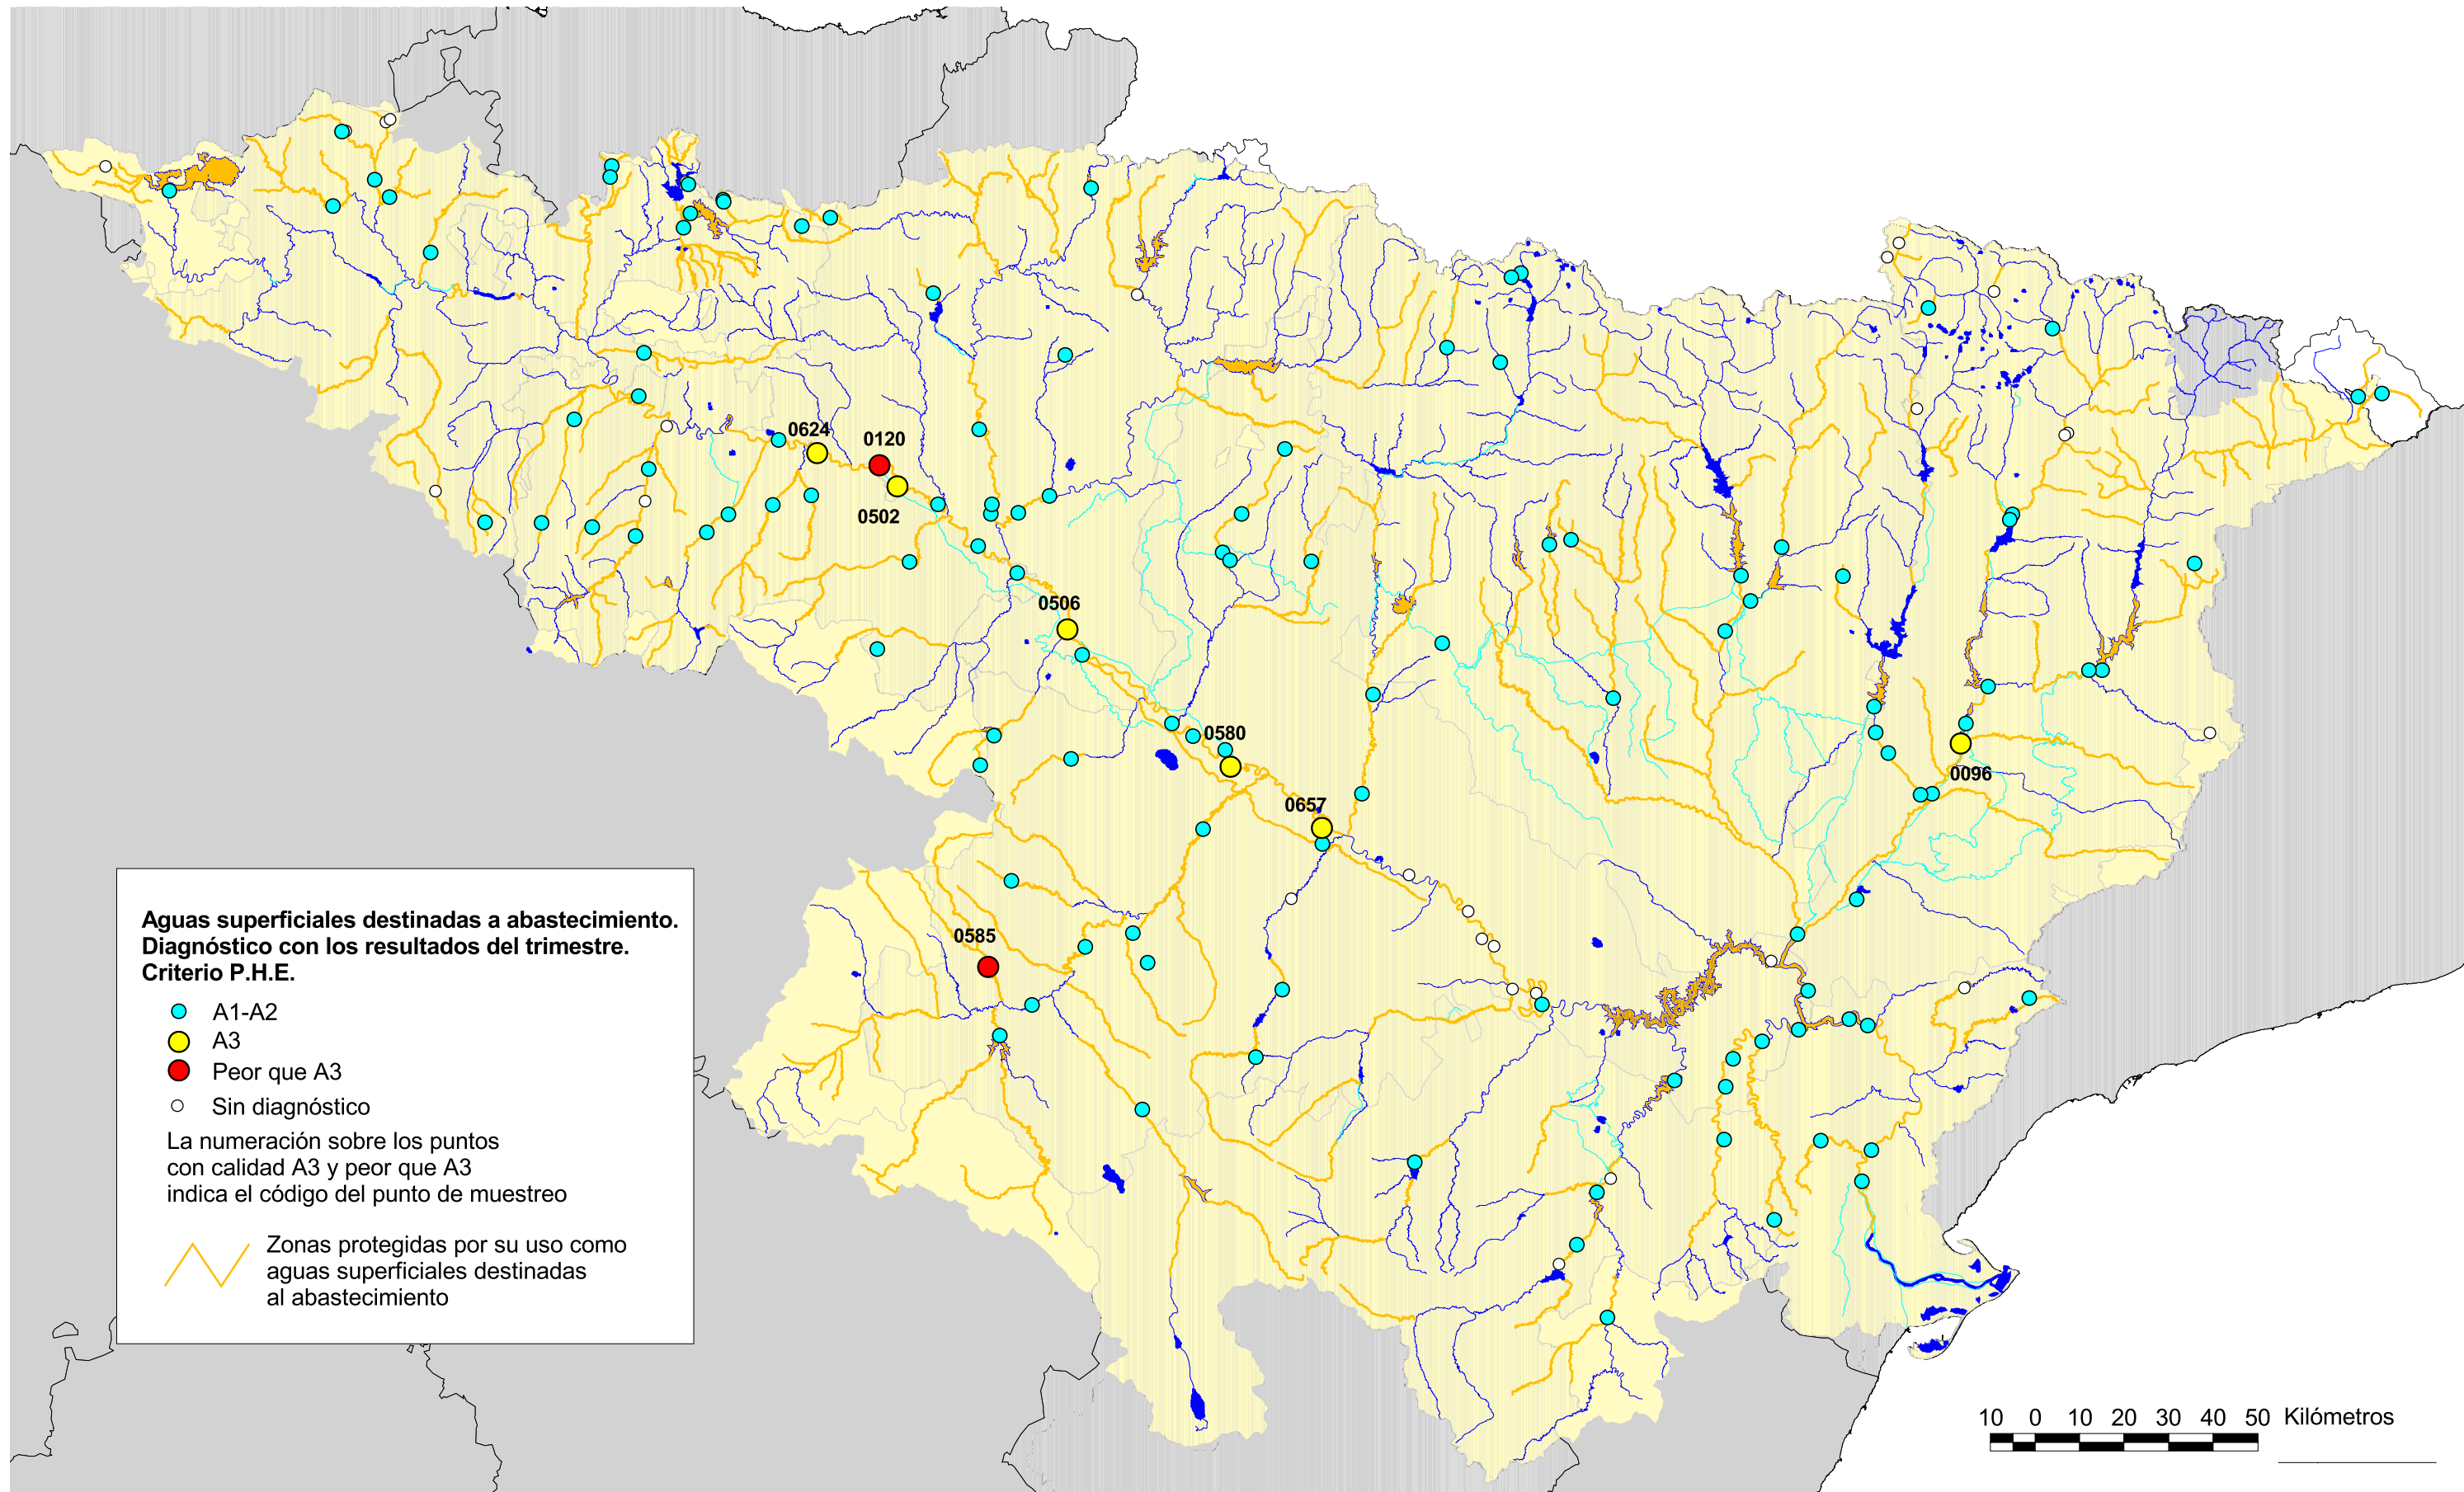 0624
0120
0502
0506
0580
0096
0657
0585
Aguas superficiales destinadas a abastecimiento.
Diagnóstico con los resultados del trimestre.
Criterio P.H.E.
A1-A2
A3
Peor que A3
Sin diagnóstico
La numeración sobre los puntos
con calidad A3 y peor que A3
indica el código del punto de muestreo
Zonas protegidas por su uso como
aguas superficiales destinadas
al abastecimiento
10 0 10 20 30 40 50 Kilómetros